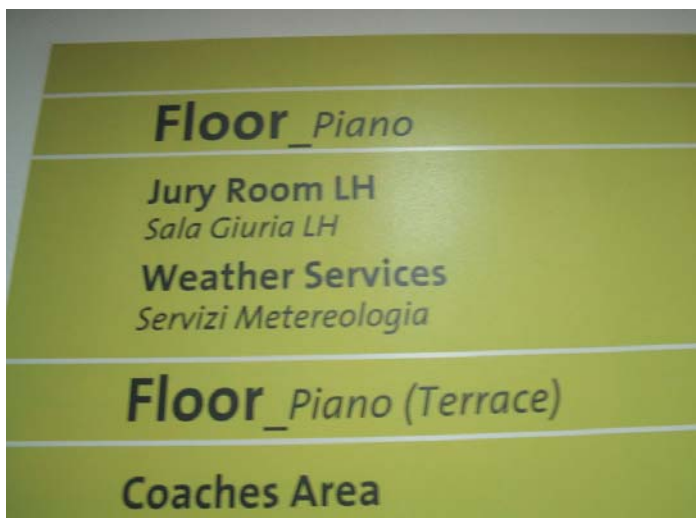 Floor_Piano
Jury Room LH
Sala Giuria LH
Weather Services
Servizi Metereologia
Floor_Piano (Terrace)
Coaches Area